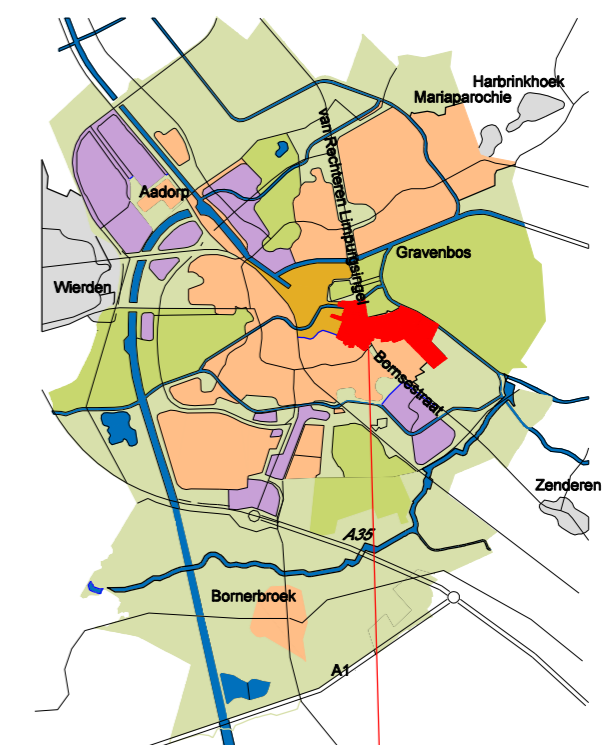 Harbrinkhoek
Mariaparochie
van Rechteren Limpurgsingel
Aadorp
Gravenbos
Wierden
Bornsestraat
Zenderen
A35
Bornerbroek
A1